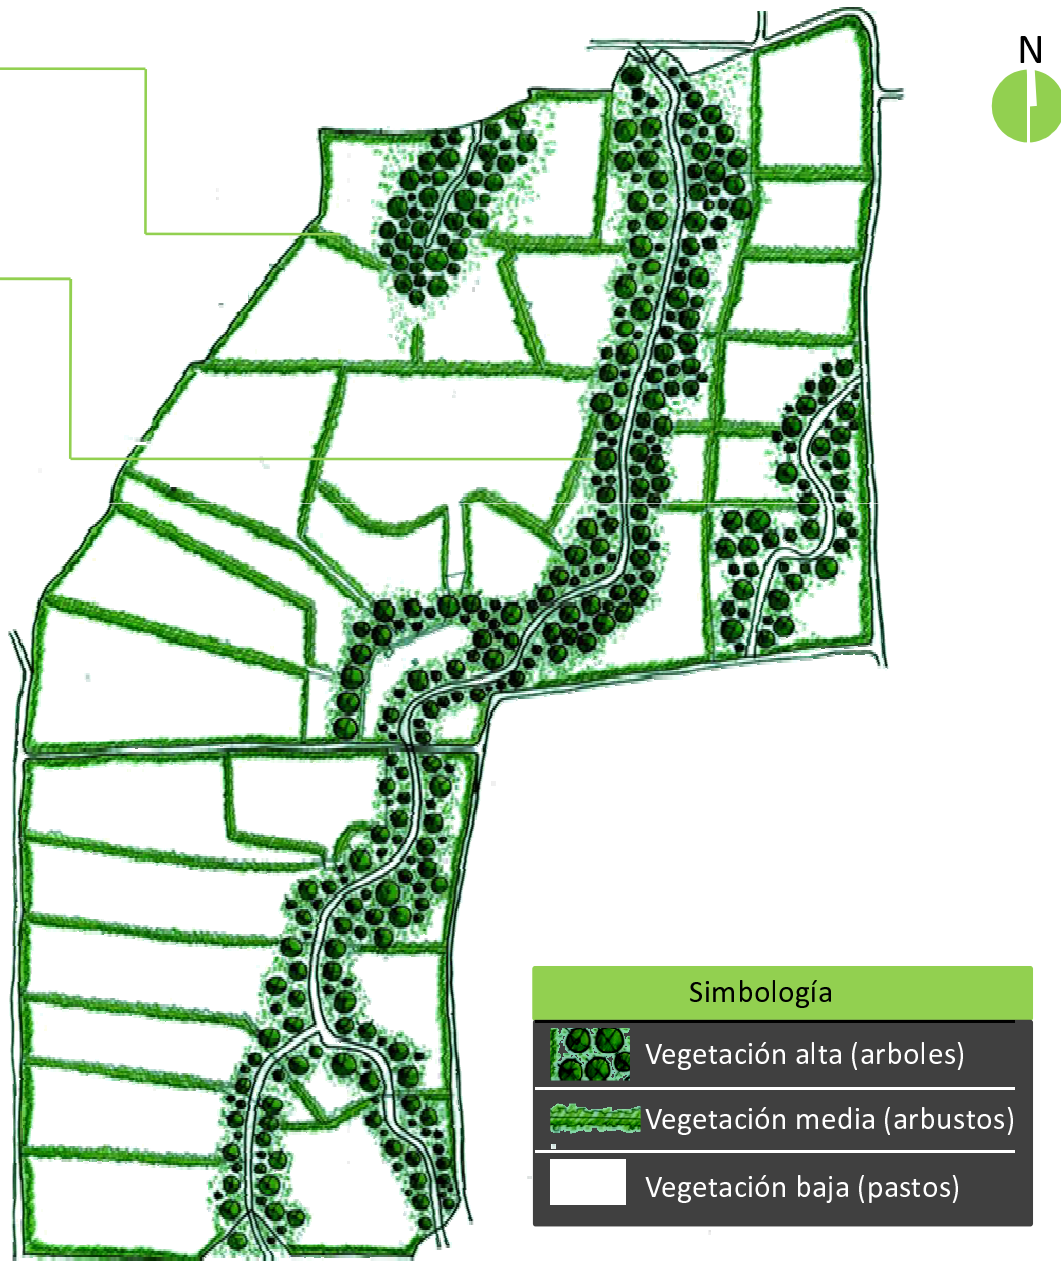 N
Simbología
Vegetación alta (arboles)
Vegetación media (arbustos)
Vegetación baja (pastos)